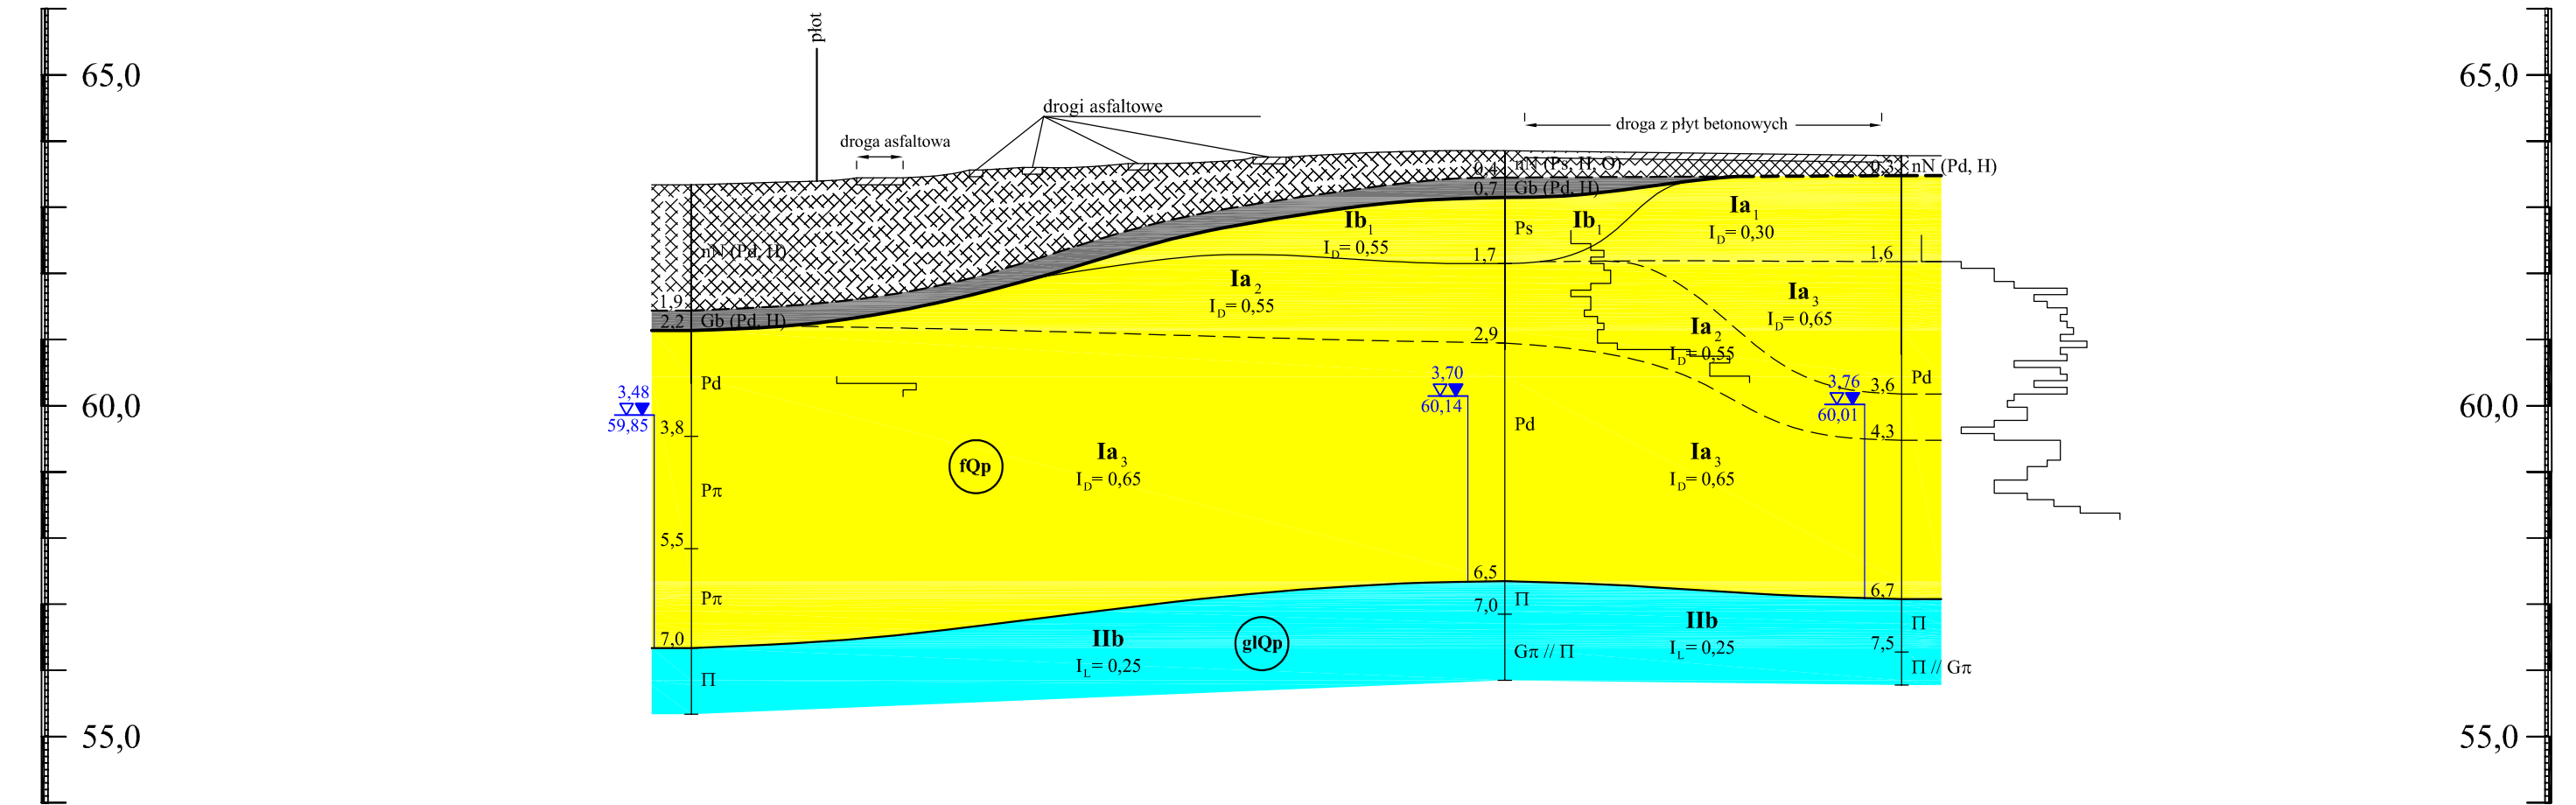 płot
65,0
65,0
drogi asfaltowe
droga z płyt betonowych
droga asfaltowa
0,4
nN (Ps, H, O)
0,3
nN (Pd, H)
0,7
Gb (Pd, H)
Ib1
ID= 0,55
Ps
Ib1
Ia1
ID= 0,30
nN (Pd, H)
1,7
1,6
Ia2
ID= 0,55
Ia3
ID= 0,65
1,9
2,2
Gb (Pd, H)
2,9
Ia2
ID= 0,55
Pd
3,48
59,85
3,70
60,14
3,76
60,01
3,6
Pd
60,0
60,0
3,8
Pd
4,3
fQp
Ia3
ID= 0,65
Ia3
ID= 0,65
Pπ
5,5
6,5
6,7
Pπ
Π
7,0
7,0
IIb
IL= 0,25
glQp
Gπ // Π
IIb
IL= 0,25
Π
7,5
Π // Gπ
Π
55,0
55,0